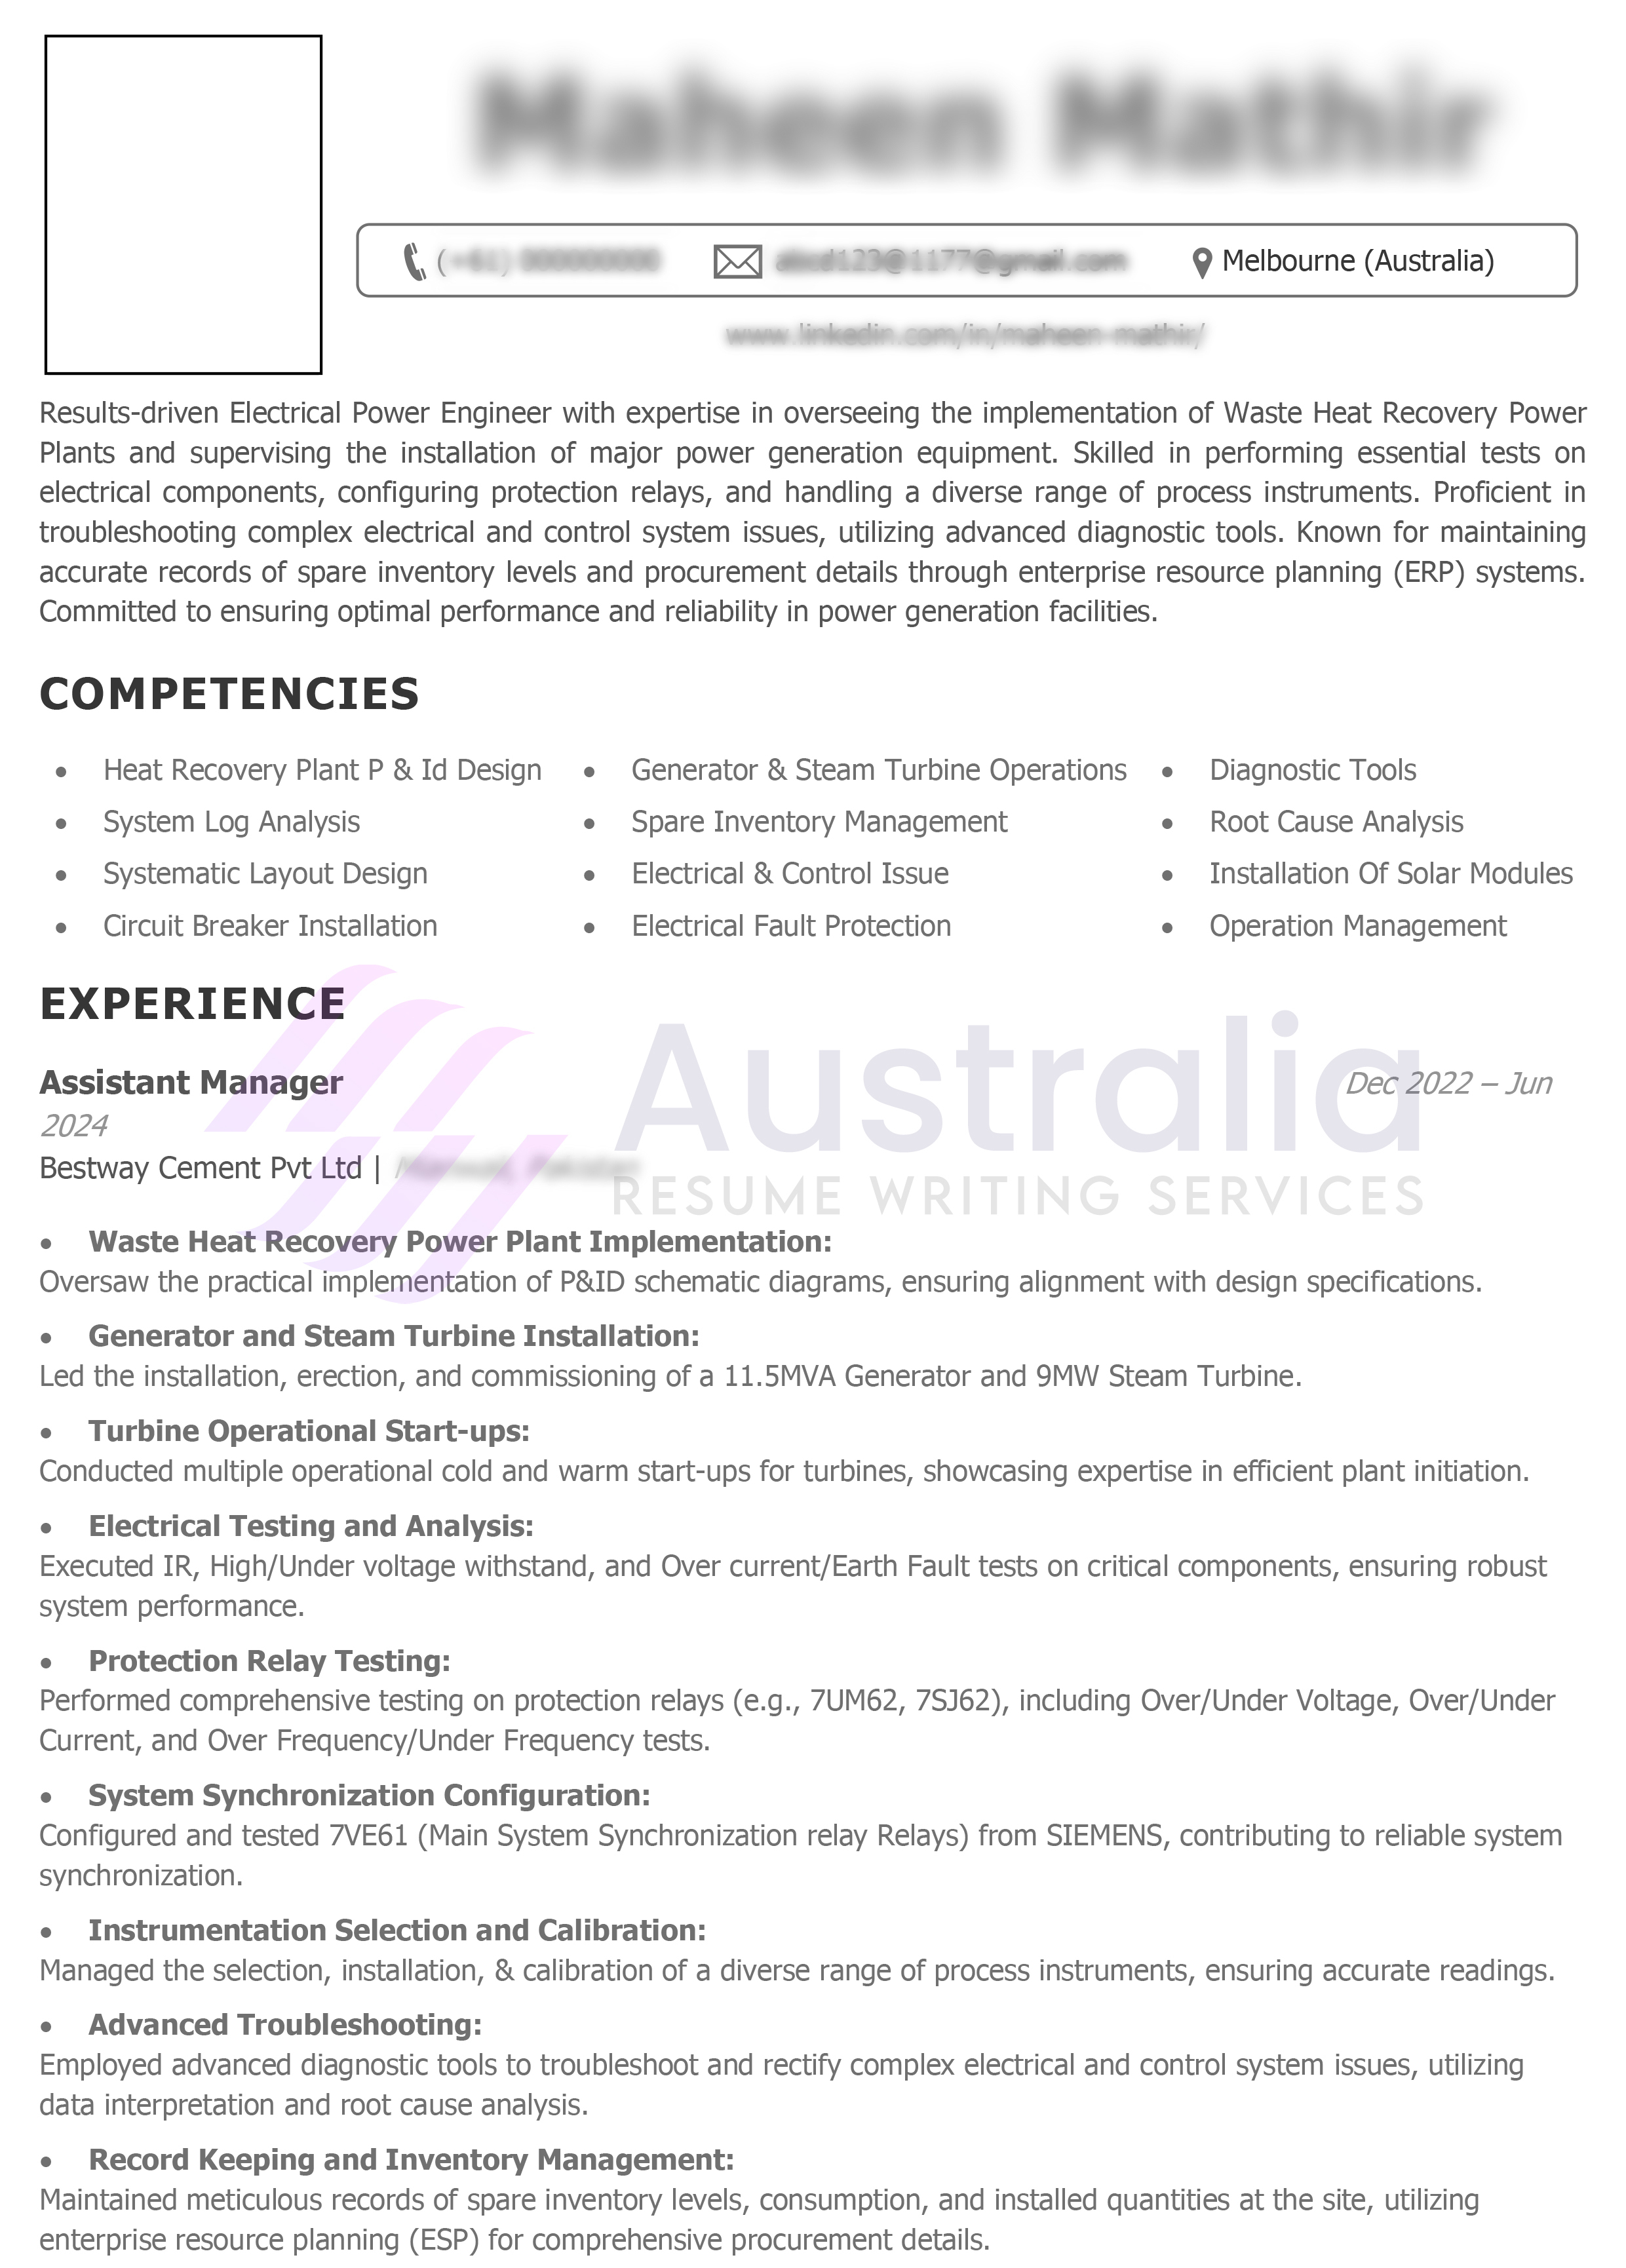 Maheen Mathir
(+61) 000000000 Melbourne (Australia)
www.linkedin.com/in/maheen-mathir/
Results-driven Electrical Power Engineer with expertise in overseeing the implementation of Waste Heat Recovery Power
Plants and supervising the installation of major power generation equipment. Skilled in performing essential tests on
electrical components, configuring protection relays, and handling a diverse range of process instruments. Proficient in
troubleshooting complex electrical and control system issues, utilizing advanced diagnostic tools. Known for maintaining
accurate records of spare inventory levels and procurement details through enterprise resource planning (ERP) systems.
Committed to ensuring optimal performance and reliability in power generation facilities.
COMPETENCIES
• Heat Recovery Plant P & Id Design • Generator & Steam Turbine Operations • Diagnostic Tools
• System Log Analysis • Spare Inventory Management • Root Cause Analysis
• Systematic Layout Design • Electrical & Control Issue • Installation Of Solar Modules
• Circuit Breaker Installation • Electrical Fault Protection • Operation Management
EXPERIENCE
Australia
RESUME WRITING SERVICES
Assistant Manager Dec 2022 – Jun
2024
Bestway Cement Pvt Ltd |
• Waste Heat Recovery Power Plant Implementation:
Oversaw the practical implementation of P&ID schematic diagrams, ensuring alignment with design specifications.
• Generator and Steam Turbine Installation:
Led the installation, erection, and commissioning of a 11.5MVA Generator and 9MW Steam Turbine.
• Turbine Operational Start-ups:
Conducted multiple operational cold and warm start-ups for turbines, showcasing expertise in efficient plant initiation.
• Electrical Testing and Analysis:
Executed IR, High/Under voltage withstand, and Over current/Earth Fault tests on critical components, ensuring robust
system performance.
• Protection Relay Testing:
Performed comprehensive testing on protection relays (e.g., 7UM62, 7SJ62), including Over/Under Voltage, Over/Under
Current, and Over Frequency/Under Frequency tests.
• System Synchronization Configuration:
Configured and tested 7VE61 (Main System Synchronization relay Relays) from SIEMENS, contributing to reliable system
synchronization.
• Instrumentation Selection and Calibration:
Managed the selection, installation, & calibration of a diverse range of process instruments, ensuring accurate readings.
• Advanced Troubleshooting:
Employed advanced diagnostic tools to troubleshoot and rectify complex electrical and control system issues, utilizing
data interpretation and root cause analysis.
• Record Keeping and Inventory Management:
Maintained meticulous records of spare inventory levels, consumption, and installed quantities at the site, utilizing
enterprise resource planning (ESP) for comprehensive procurement details.